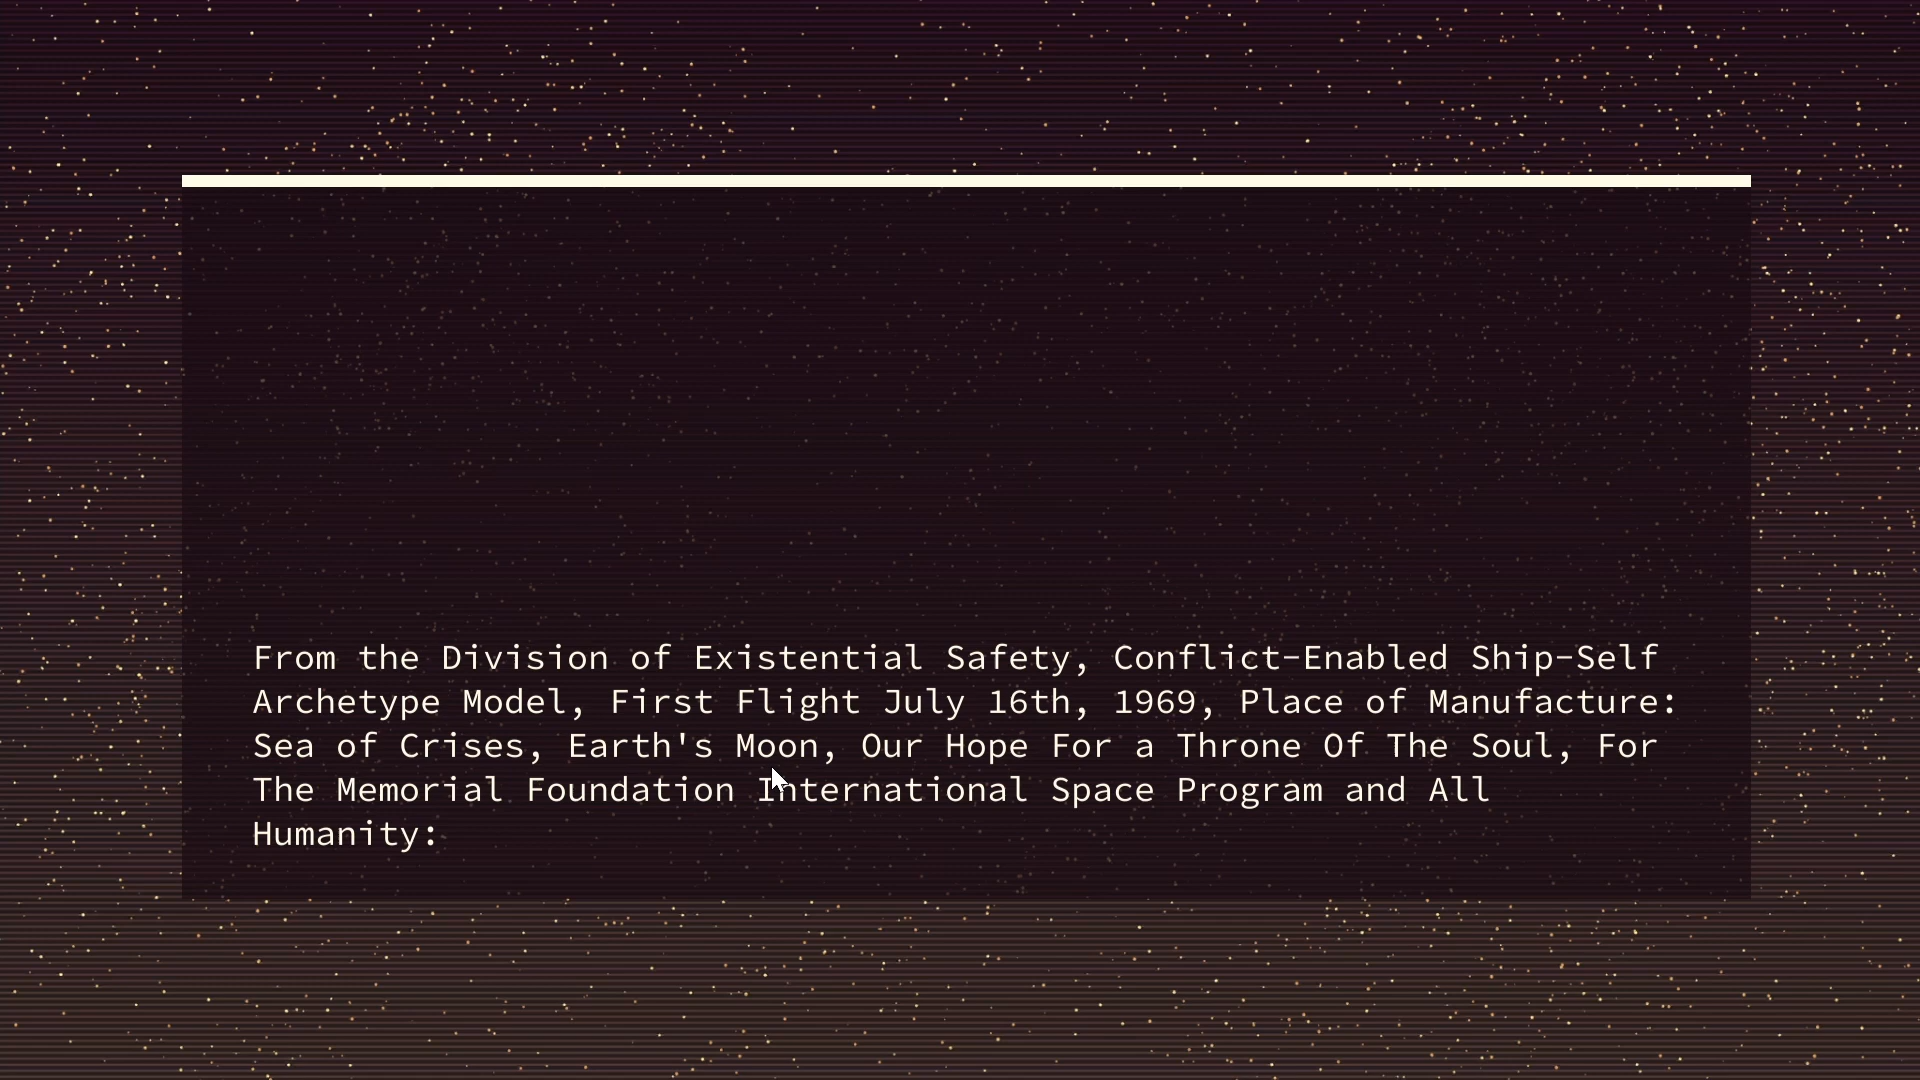 From the Division of Existential Safety, Conflict-Enabled Ship-Self
Archetype Model, First Flight July 16th, 1969, Place of Manufacture:
Sea of Crises, Earth's Moon, Our Hope For a Throne Of The Soul, For
The Memorial Foundation International Space Program and All
Humanity: